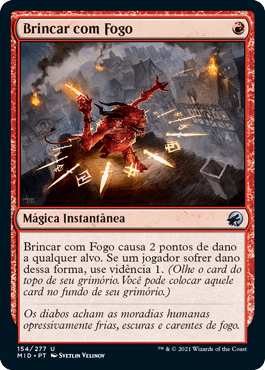 Brincar com Fogo
Mágica Instantânea
Brincar com Fogo causa 2 pontos de dano
a qualquer alvo. Se um jogador sofrer dano
dessa forma, use vidência 1. (Olhe o card do
topo de seu grimório. Você pode colocar aquele
card no fundo de seu grimório.)
Os diabos acham as moradias humanas
opressivamente frias, escuras e carentes de fogo.
154/277 U
MID • PT Svetlin Velinov
™ & © 2021 Wizards of the Coast